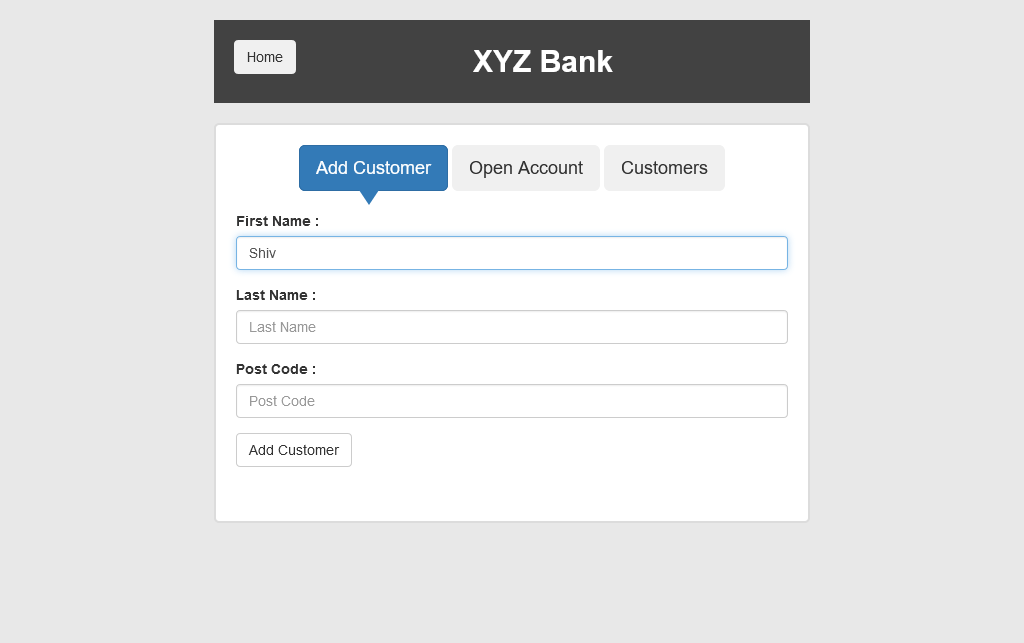 Home
XYZ Bank
Add Customer
Open Account
Customers
First Name :
Shiv
Last Name :
Last Name
Post Code :
Post Code
Add Customer